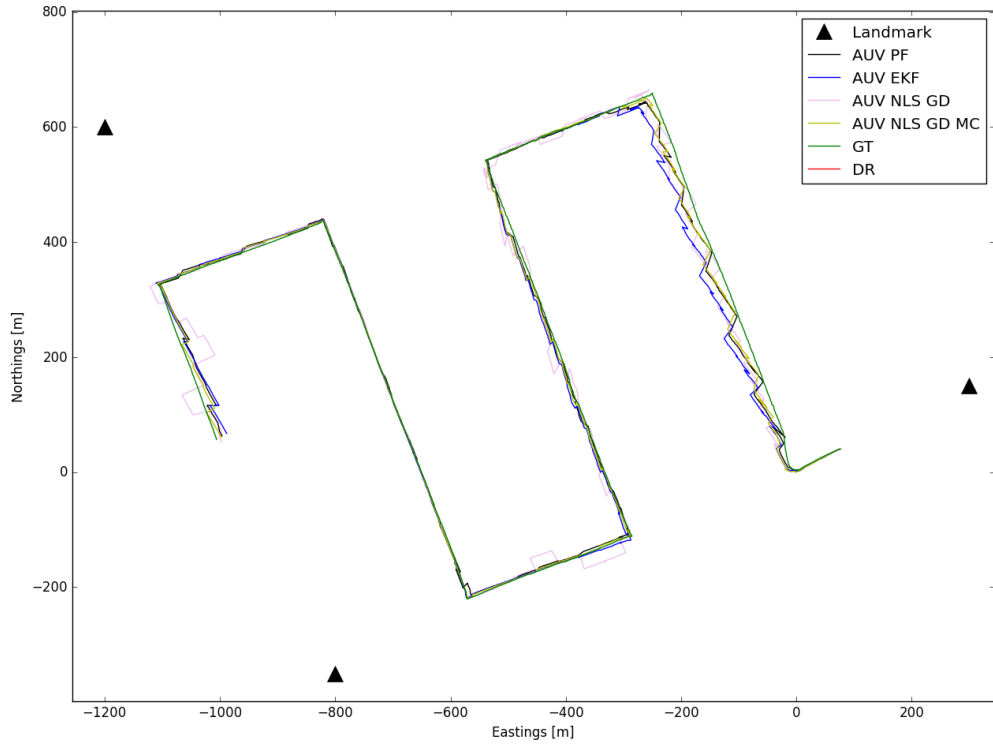 800
600
400
200
0
−200
−1200
−1000
−800
−600
−400
−200
0
200
Northings [m]
Eastings [m]
Landmark
AUV PF
AUV EKF
AUV NLS GD
AUV NLS GD MC
GT
DR